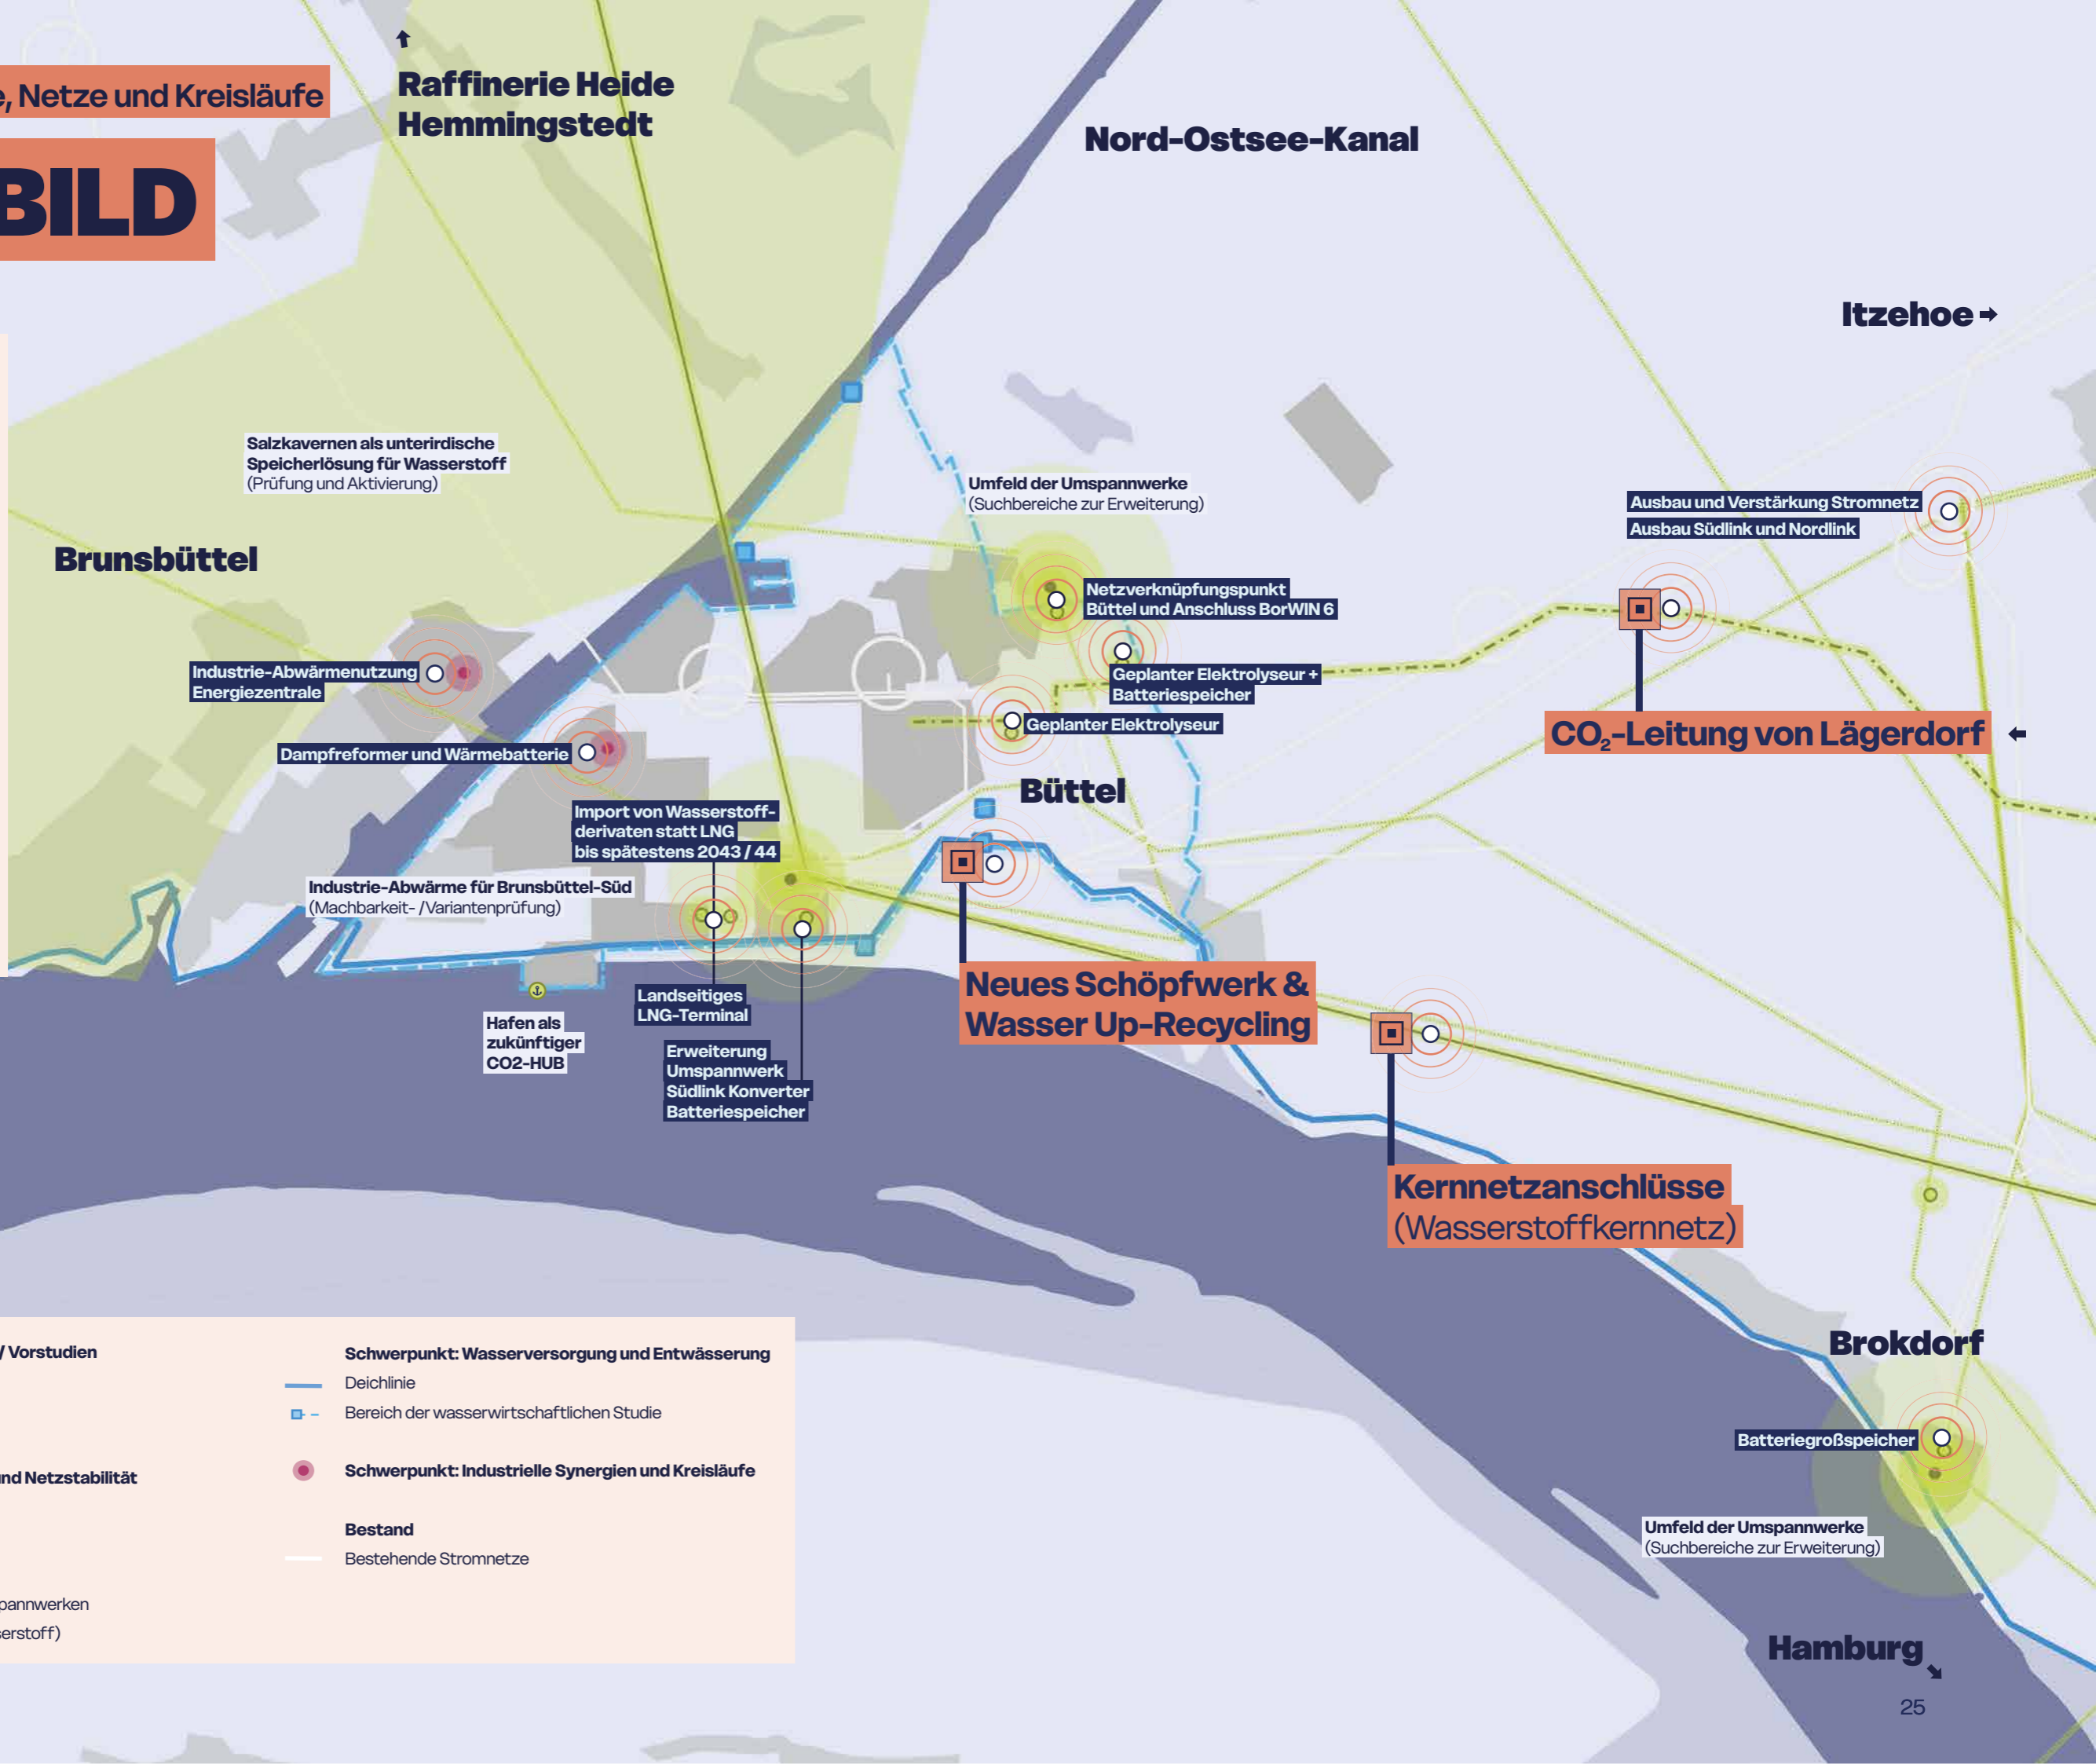 Netze und Kreisläufe
BILD
Raffinerie Heide
Hemmingstedt
Nord-Ostsee-Kanal
Itzehoe
Salzkavernen als unterirdische
Speicherlösung für Wasserstoff
(Prüfung und Aktivierung)
Umfeld der Umspannwerke
(Suchbereiche zur Erweiterung)
Ausbau und Verstärkung Stromnetz
Ausbau Südlink und Nordlink
Brunsbüttel
Netzverknüpfungspunkt
Büttel und Anschluss BorWIN 6
Industrie-Abwärmenutzung
Energiezentrale
Geplanter Elektrolyseur +
Batteriespeicher
Geplanter Elektrolyseur
CO₂-Leitung von Lägerdorf
Dampfreformer und Wärmebatterie
Büttel
Import von Wasserstoff-
derivaten statt LNG
bis spätestens 2043 / 44
Industrie-Abwärme für Brunsbüttel-Süd
(Machbarkeit- /Variantenprüfung)
Neues Schöpfwerk &
Wasser Up-Recycling
Landseitiges
LNG-Terminal
Hafen als
zukünftiger
CO2-HUB
Erweiterung
Umspannwerk
Südlink Konverter
Batteriespeicher
Kernnetzanschlüsse
(Wasserstoffkernnetz)
Brokdorf
Batteriegroßspeicher
Umfeld der Umspannwerke
(Suchbereiche zur Erweiterung)
Hamburg
/ Vorstudien
nd Netzstabilität
pannwerken
erstoff)
Schwerpunkt: Wasserversorgung und Entwässerung
Deichlinie
Bereich der wasserwirtschaftlichen Studie
Schwerpunkt: Industrielle Synergien und Kreisläufe
Bestand
Bestehende Stromnetze
25